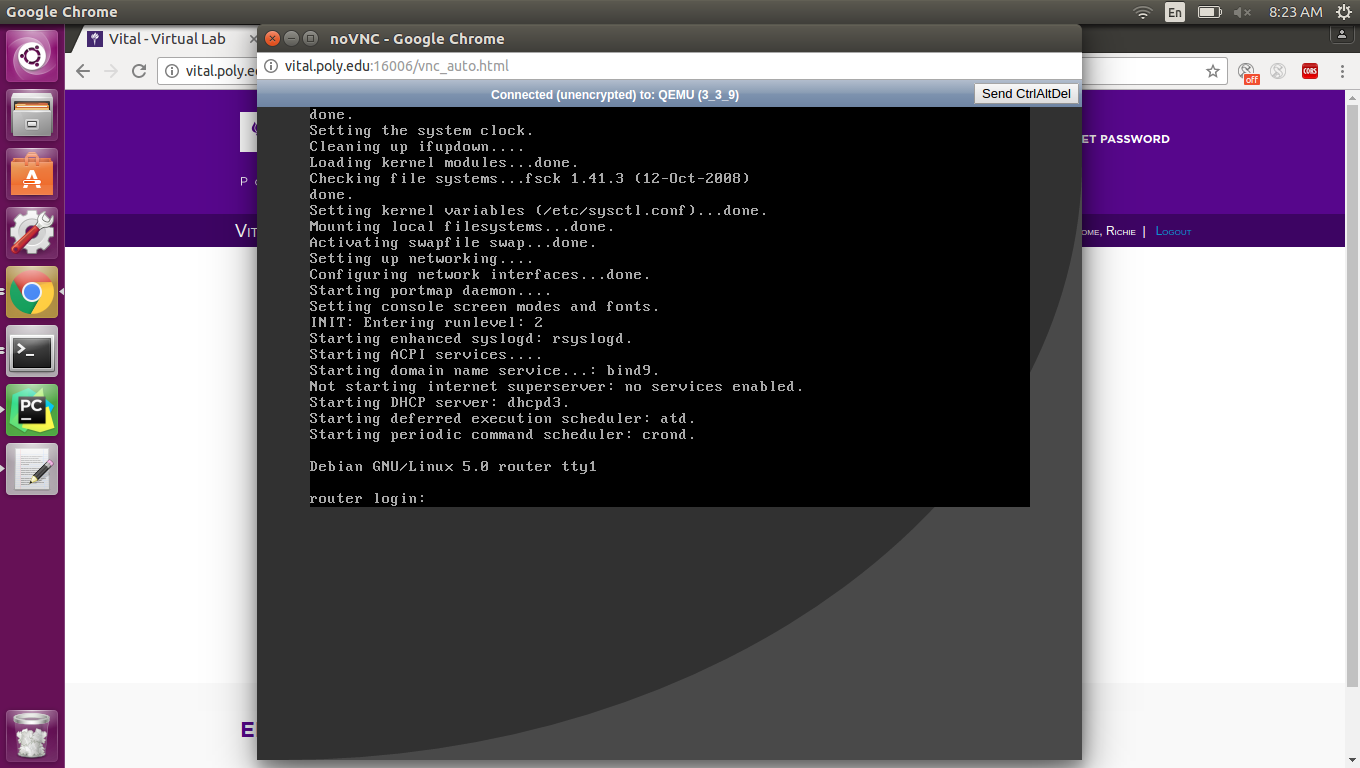 Google Chrome
En
8:23 AM
Vital - Virtual Lab
noVNC - Google Chrome
vital.poly.edu:16006/vnc_auto.html
vital.poly.e
off
CORS
Connected (unencrypted) to: QEMU (3_3_9)
Send CtrlAltDel
done.
Setting the system clock.
Cleaning up ifupdown....
Loading kernel modules...done.
Checking file systems...fsck 1.41.3 (12-Oct-2008)
done.
Setting kernel variables (/etc/sysctl.conf)...done.
Mounting local filesystems...done.
Activating swapfile swap...done.
Setting up networking....
Configuring network interfaces...done.
Starting portmap daemon....
Setting console screen modes and fonts.
INIT: Entering runlevel: 2
Starting enhanced syslogd: rsyslogd.
Starting ACPI services....
Starting domain name service...: bind9.
Not starting internet superserver: no services enabled.
Starting DHCP server: dhcpd3.
Starting deferred execution scheduler: atd.
Starting periodic command scheduler: crond.
Debian GNU/Linux 5.0 router tty1
router login:
ET PASSWORD
P
VIT
OME, RICHIE | LOGOUT
PC
E